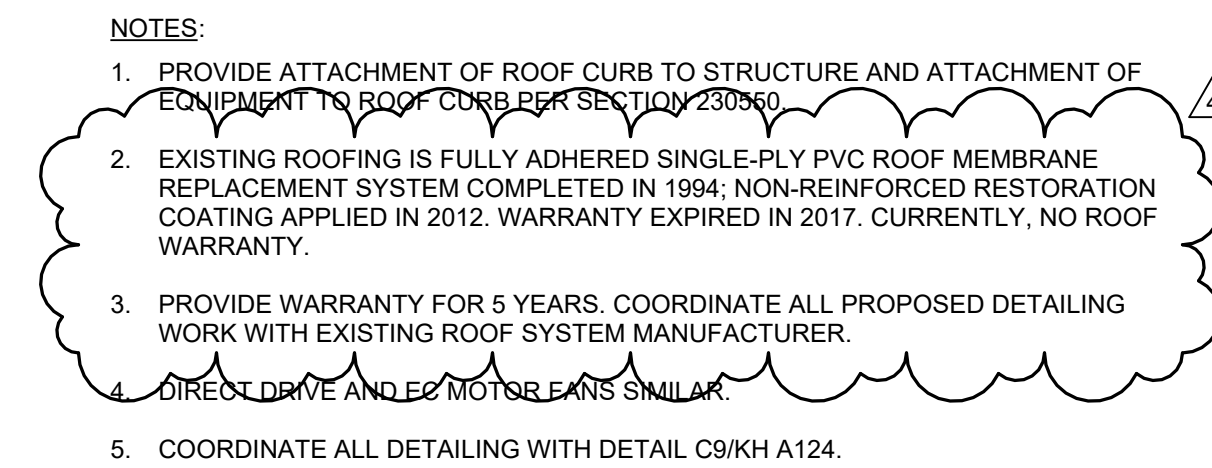 NOTES:
1. PROVIDE ATTACHMENT OF ROOF CURB TO STRUCTURE AND ATTACHMENT OF
EQUIPMENT TO ROOF CURB PER SECTION 230550.
4
2. EXISTING ROOFING IS FULLY ADHERED SINGLE-PLY PVC ROOF MEMBRANE
REPLACEMENT SYSTEM COMPLETED IN 1994; NON-REINFORCED RESTORATION
COATING APPLIED IN 2012. WARRANTY EXPIRED IN 2017. CURRENTLY, NO ROOF
WARRANTY.
3. PROVIDE WARRANTY FOR 5 YEARS. COORDINATE ALL PROPOSED DETAILING
WORK WITH EXISTING ROOF SYSTEM MANUFACTURER.
4. DIRECT DRIVE AND EC MOTOR FANS SIMILAR.
5. COORDINATE ALL DETAILING WITH DETAIL C9/KH A124.